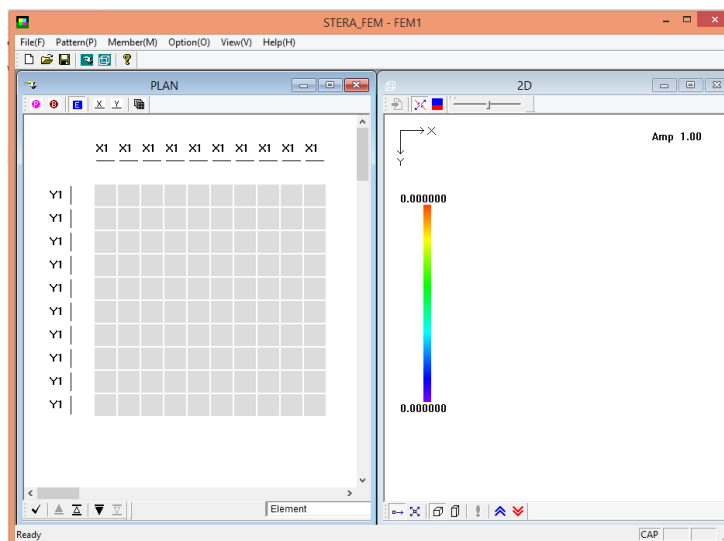 STERA_FEM - FEM1
File(F) Pattern(P) Member(M) Option(O) View(V) Help(H)
PLAN
P B E X Y
X1 X1 X1 X1 X1 X1 X1 X1 X1 X1
Y1
Y1
Y1
Y1
Y1
Y1
Y1
Y1
Y1
Y1
Element
2D
X
Y
Amp 1.00
0.000000
0.000000
Ready
CAP